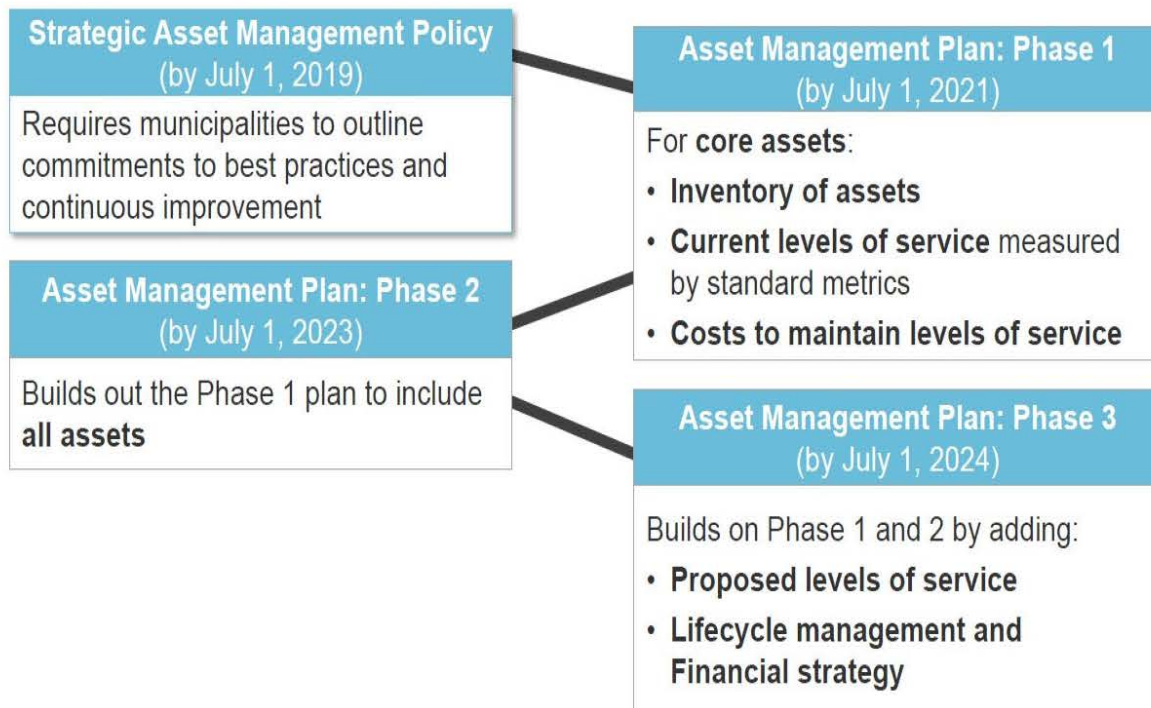 Strategic Asset Management Policy
(by July 1, 2019)
Requires municipalities to outline
commitments to best practices and
continuous improvement
Asset Management Plan: Phase 1
(by July 1, 2021)
For core assets:
• Inventory of assets
• Current levels of service measured
by standard metrics
• Costs to maintain levels of service
Asset Management Plan: Phase 2
(by July 1, 2023)
Builds out the Phase 1 plan to include
all assets
Asset Management Plan: Phase 3
(by July 1, 2024)
Builds on Phase 1 and 2 by adding:
• Proposed levels of service
• Lifecycle management and
Financial strategy